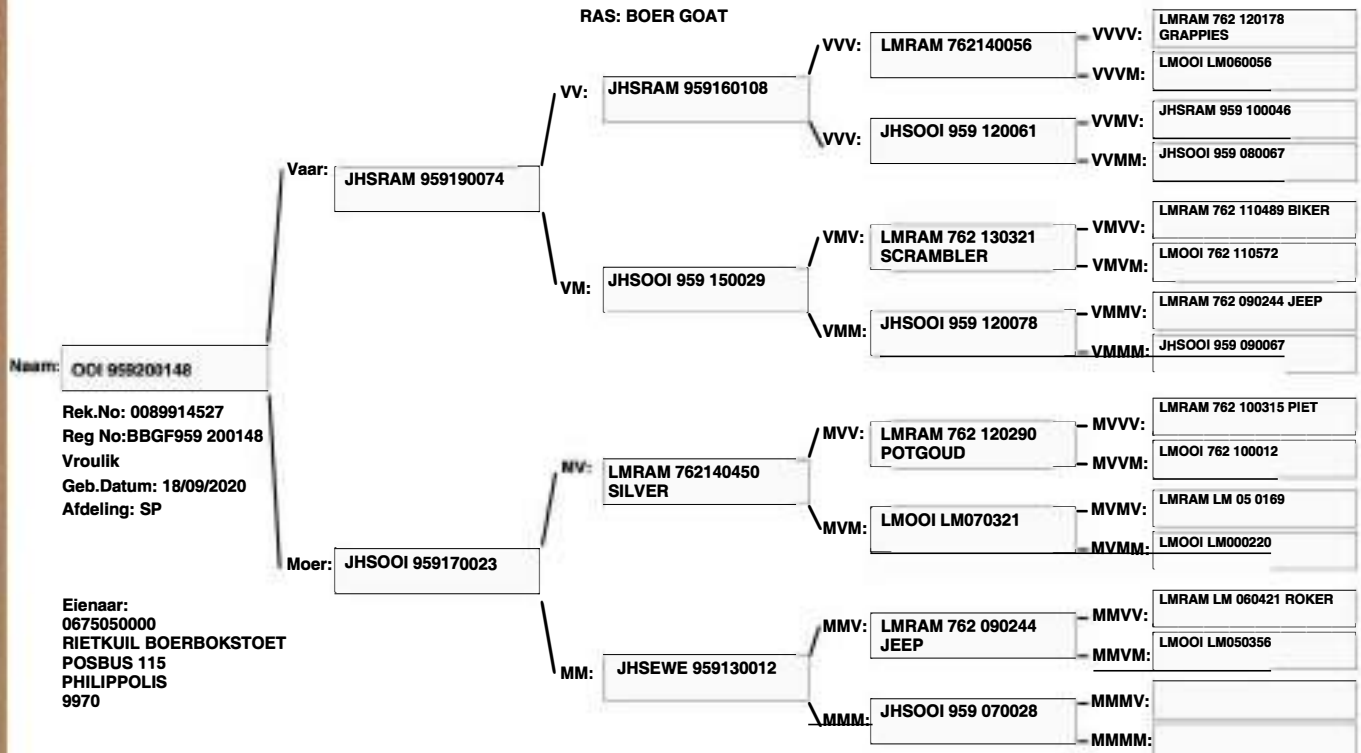 RAS: BOER GOAT
Naam: OOI 959200148
Rek.No: 0089914527
Reg No:BBGF959 200148
Vroulik
Geb.Datum: 18/09/2020
Afdeling: SP
Eienaar:
0675050000
RIETKUIL BOERBOKSTOET
POSBUS 115
PHILIPPOLIS
9970
Vaar: JHSRAM 959190074
Moer: JHSOOI 959170023
VV: JHSRAM 959160108
VM: JHSOOI 959 150029
MV: LMRAM 762140450
SILVER
MM: JHSEWE 959130012
VVV: LMRAM 762140056
VVV: JHSOOI 959 120061
VMV: LMRAM 762 130321
SCRAMBLER
VMM: JHSOOI 959 120078
MVV: LMRAM 762 120290
POTGOUD
MVM: LMOOI LM070321
MMV: LMRAM 762 090244
JEEP
MMM: JHSOOI 959 070028
VVVV: LMRAM 762 120178
GRAPPIES
VVVM: LMOOI LM060056
VVMV: JHSRAM 959 100046
VVMM: JHSOOI 959 080067
VMVV: LMRAM 762 110489 BIKER
VMVM: LMOOI 762 110572
VMMV: LMRAM 762 090244 JEEP
VMMM: JHSOOI 959 090067
MVVV: LMRAM 762 100315 PIET
MVVM: LMOOI 762 100012
MVMV: LMRAM LM 05 0169
MVMM: LMOOI LM000220
MMVV: LMRAM LM 060421 ROKER
MMVM: LMOOI LM050356
MMMV:
MMMM: